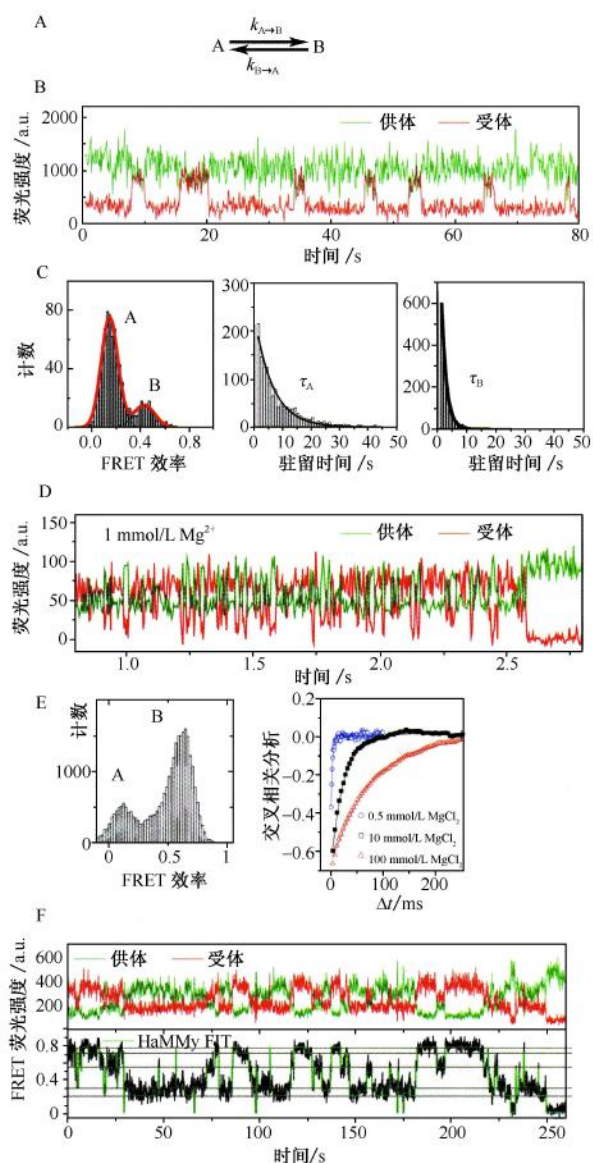 A
k_{A→B}
A B
k_{B→A}
B
荧光强度/a.u.
2000
1000
0
供体 受体
0 20 40 60 80
时间/s
C
计数
80
40
0
A
B
0.0 0.4 0.8
FRET 效率
300
200
100
0
τ_A
0 10 20 30 40 50
驻留时间/s
600
400
200
0
τ_B
0 25 50
驻留时间/s
D
荧光强度/a.u.
150
100
50
0
1 mmol/L Mg²⁺
供体 受体
1.0 1.5 2.0 2.5
时间/s
E
计数
1000
0
A
B
0 0.5 1
FRET 效率
交叉相关分析
0.2
0.0
−0.2
−0.4
−0.6
0.5 mmol/L MgCl₂
10 mmol/L MgCl₂
100 mmol/L MgCl₂
0 100 200
Δt/ms
F
FRET 荧光强度/a.u.
600
400
200
供体 受体
0.8
0.4
0
HaMMy FIT
0 50 100 150 200 250
时间/s